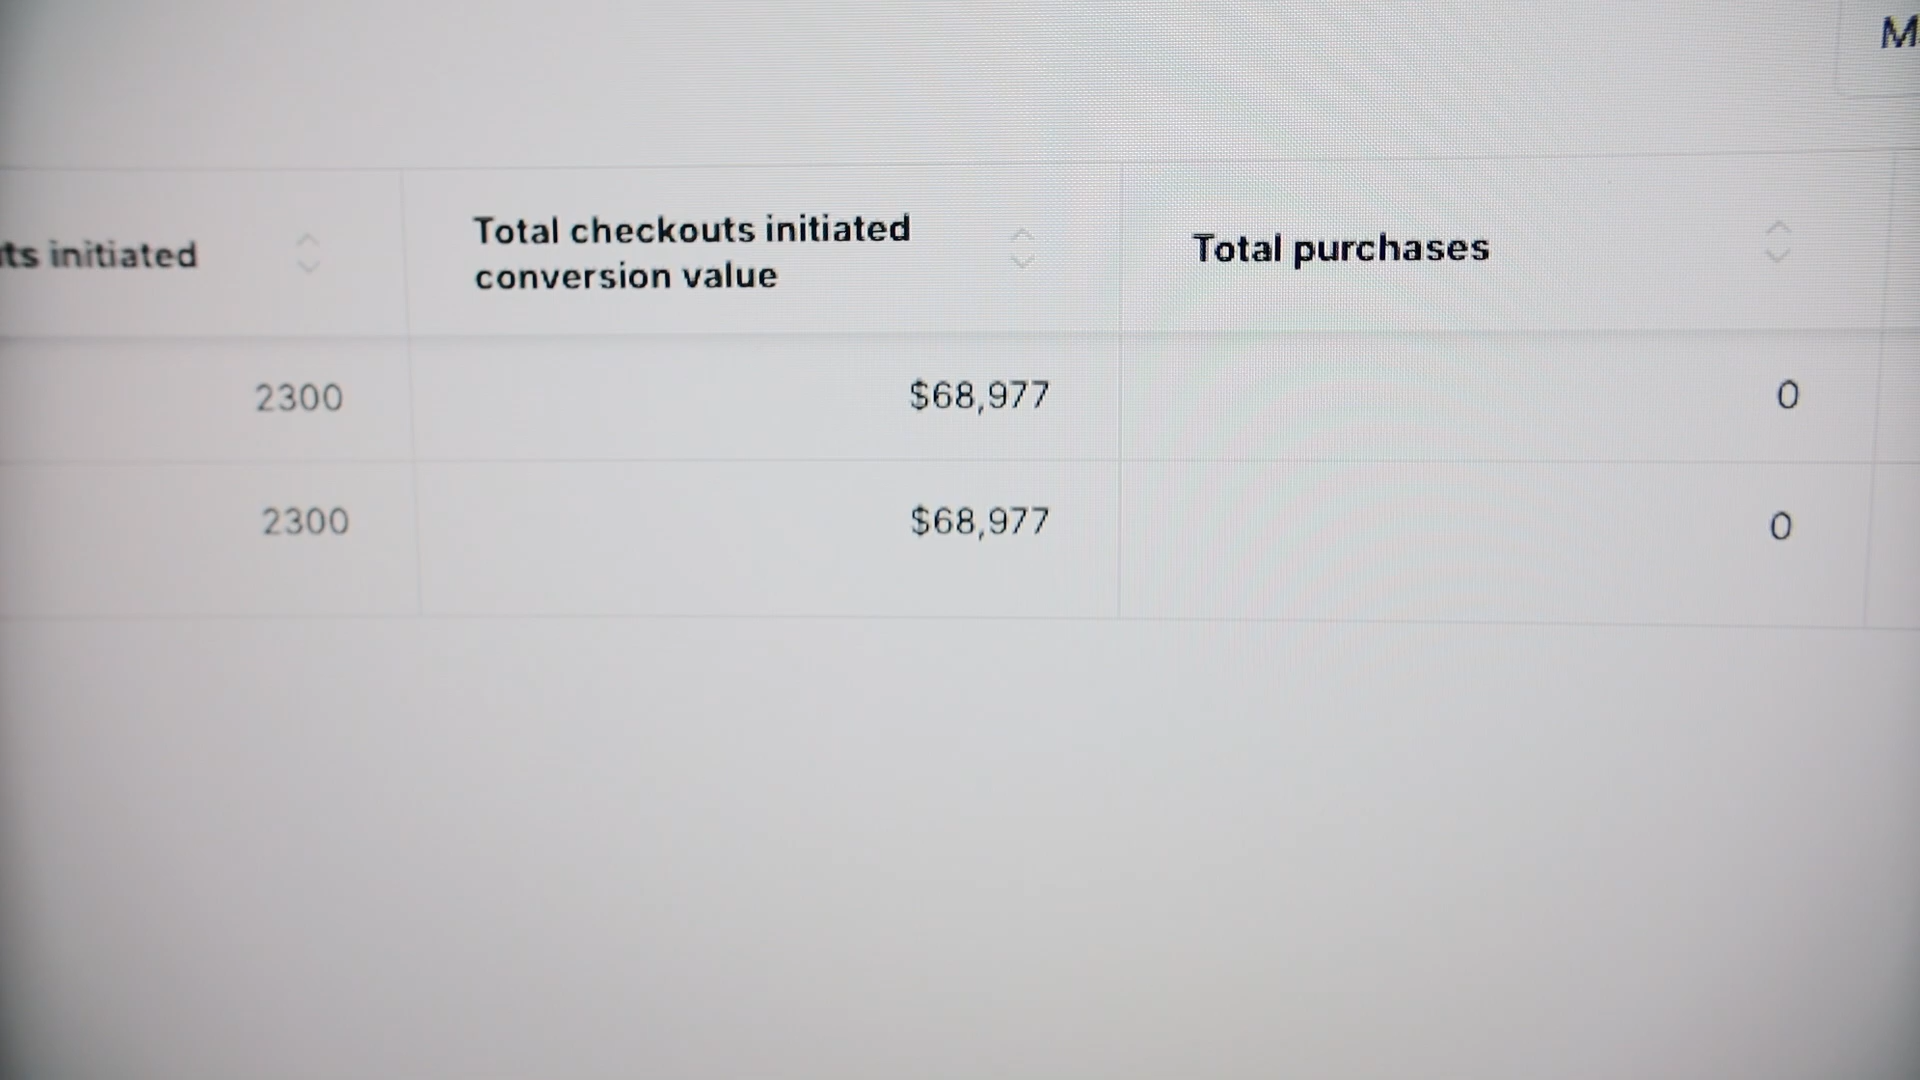 ts initiated
Total checkouts initiated
conversion value
Total purchases
2300
$68,977
0
2300
$68,977
0